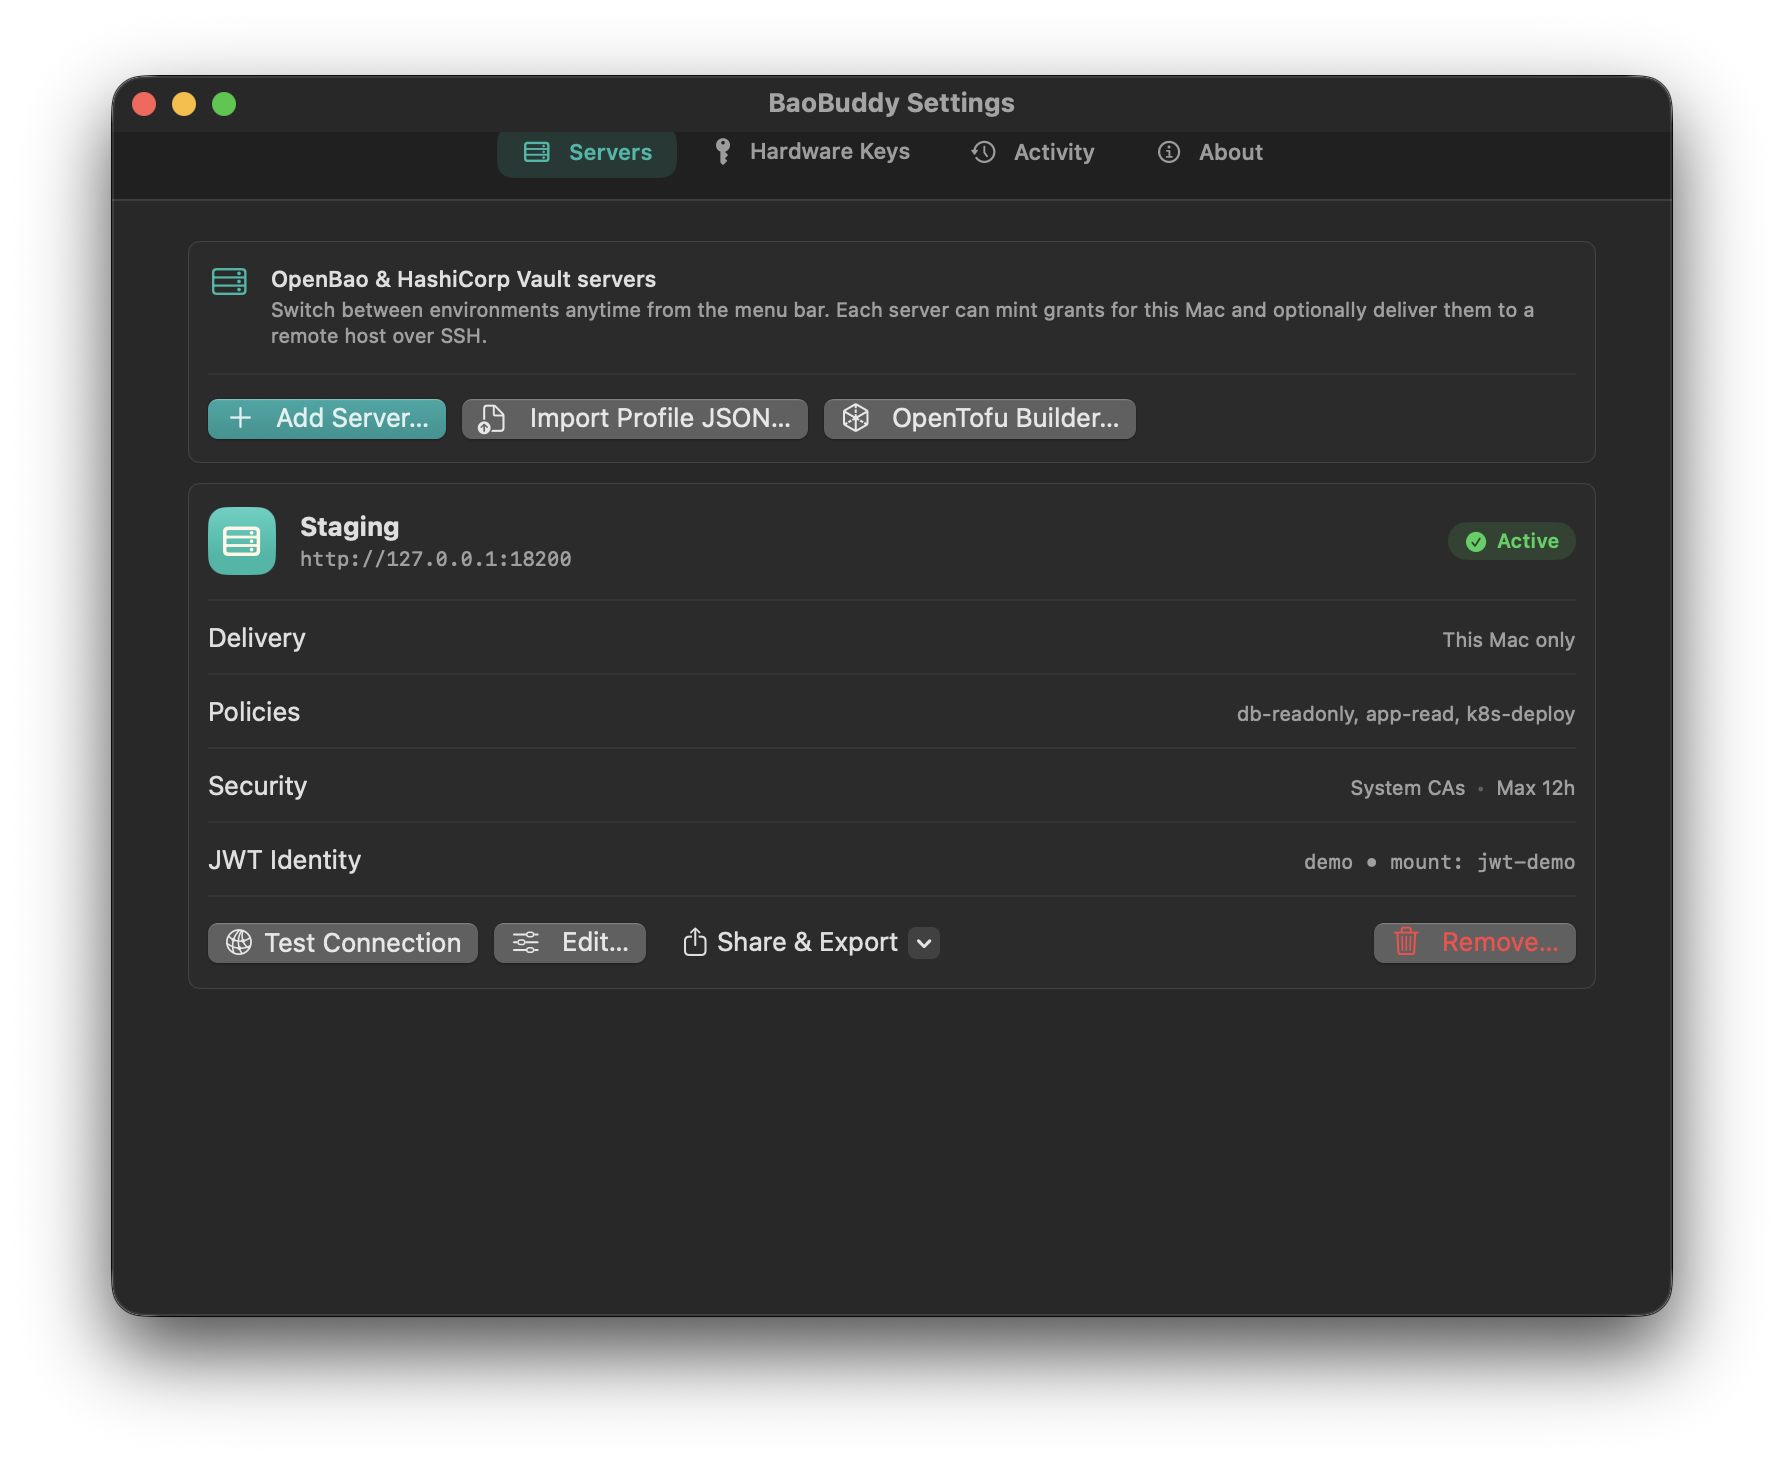 BaoBuddy Settings
Servers
Hardware Keys
Activity
About
OpenBao & HashiCorp Vault servers
Switch between environments anytime from the menu bar. Each server can mint grants for this Mac and optionally deliver them to a
remote host over SSH.
Add Server...
Import Profile JSON...
OpenTofu Builder...
Staging
http://127.0.0.1:18200
Active
Delivery
This Mac only
Policies
db-readonly, app-read, k8s-deploy
Security
System CAs • Max 12h
JWT Identity
demo • mount: jwt-demo
Test Connection
Edit...
Share & Export
Remove...